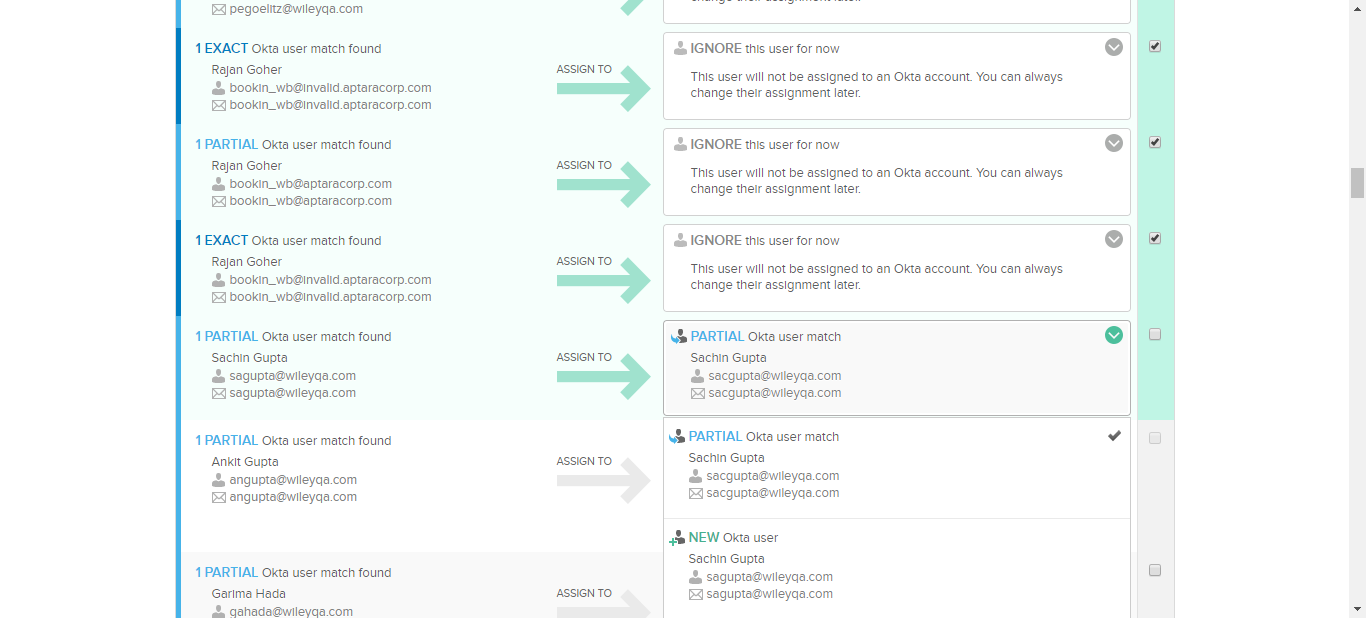 pegoelitz@wileyqa.com
change their assignment later.
1 EXACT Okta user match found
Rajan Goher
bookin_wb@invalid.aptaracorp.com
bookin_wb@invalid.aptaracorp.com
ASSIGN TO
IGNORE this user for now
This user will not be assigned to an Okta account. You can always
change their assignment later.
1 PARTIAL Okta user match found
Rajan Goher
bookin_wb@aptaracorp.com
bookin_wb@aptaracorp.com
ASSIGN TO
IGNORE this user for now
This user will not be assigned to an Okta account. You can always
change their assignment later.
1 EXACT Okta user match found
Rajan Goher
bookin_wb@invalid.aptaracorp.com
bookin_wb@invalid.aptaracorp.com
ASSIGN TO
IGNORE this user for now
This user will not be assigned to an Okta account. You can always
change their assignment later.
1 PARTIAL Okta user match found
Sachin Gupta
sagupta@wileyqa.com
sagupta@wileyqa.com
ASSIGN TO
PARTIAL Okta user match
Sachin Gupta
sacgupta@wileyqa.com
sacgupta@wileyqa.com
1 PARTIAL Okta user match found
Ankit Gupta
angupta@wileyqa.com
angupta@wileyqa.com
ASSIGN TO
PARTIAL Okta user match
Sachin Gupta
sacgupta@wileyqa.com
sacgupta@wileyqa.com
NEW Okta user
Sachin Gupta
sagupta@wileyqa.com
sagupta@wileyqa.com
1 PARTIAL Okta user match found
Garima Hada
gahada@wileyqa.com
ASSIGN TO